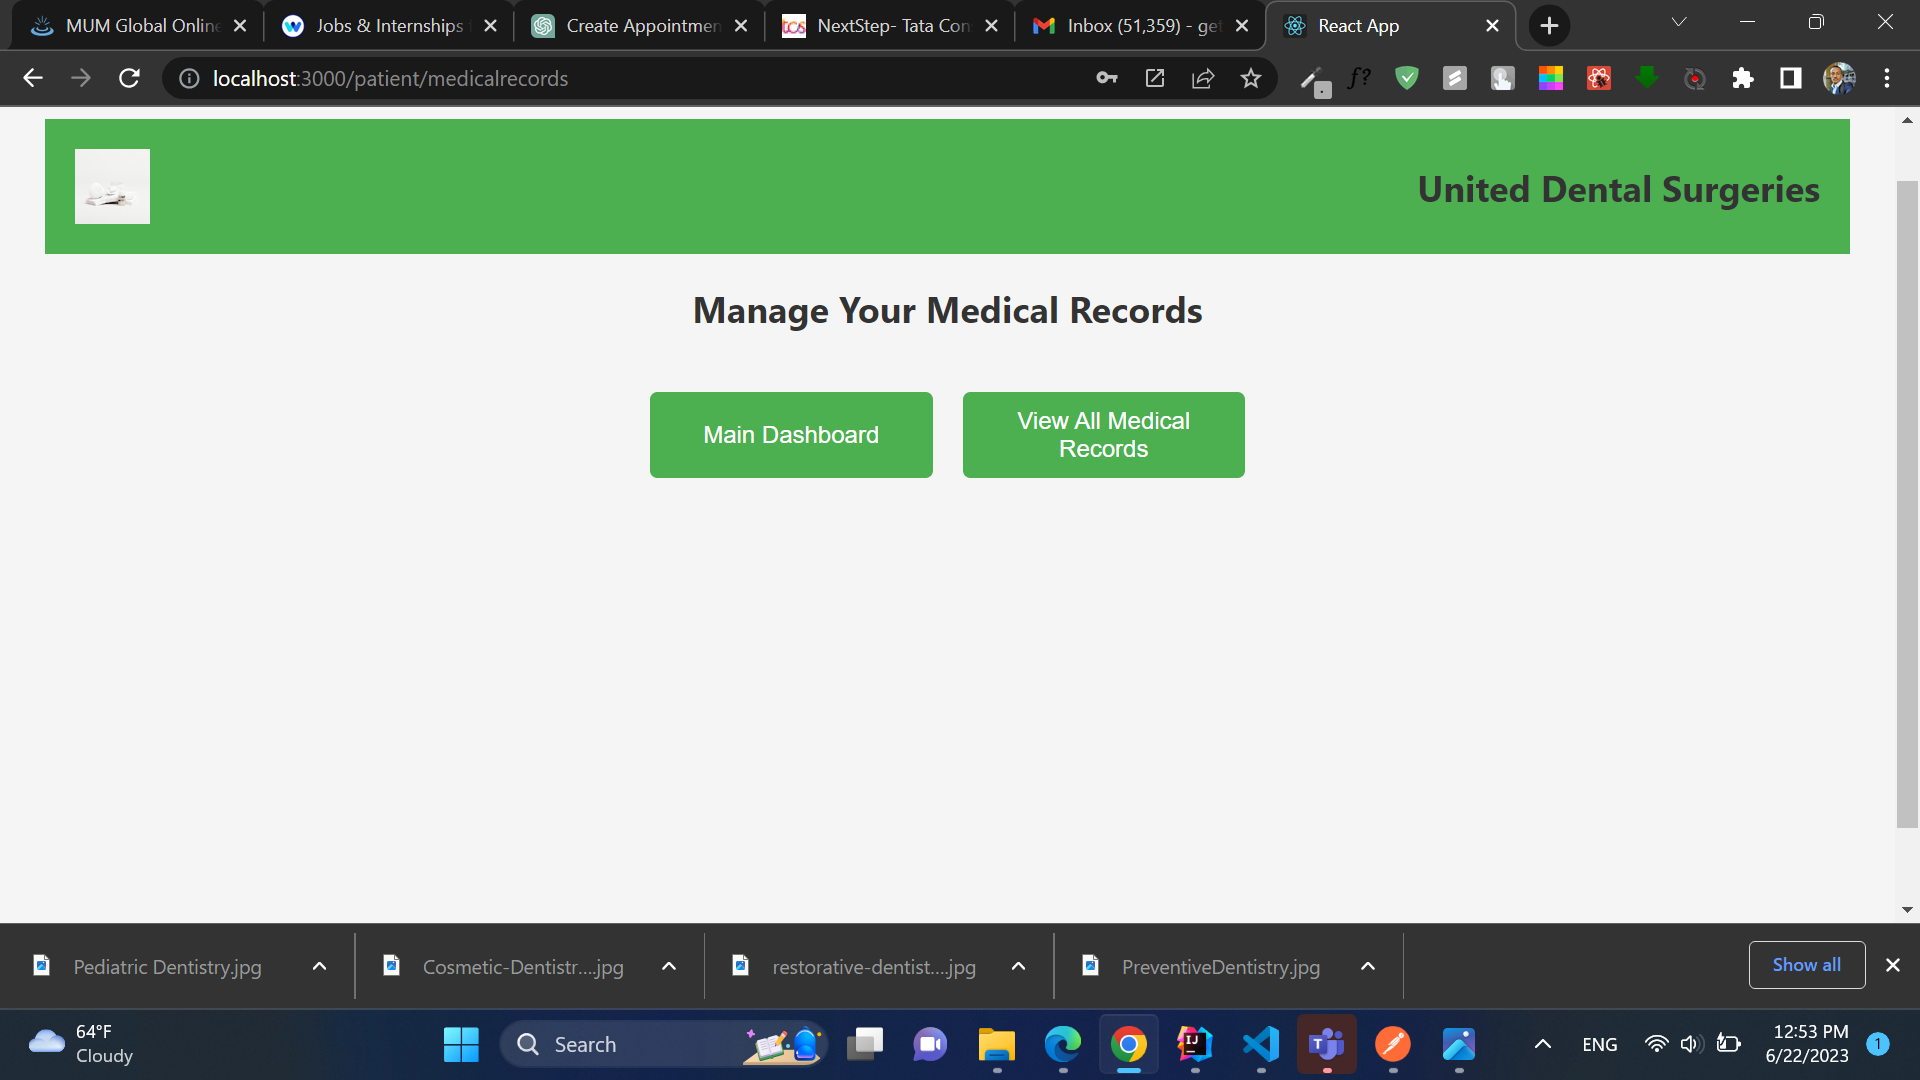 MUM Global Online
Jobs & Internships
Create Appointmen
NextStep- Tata Con
Inbox (51,359) - get
React App
localhost:3000/patient/medicalrecords
f?
United Dental Surgeries
Manage Your Medical Records
Main Dashboard
View All Medical
Records
Pediatric Dentistry.jpg
Cosmetic-Dentistr....jpg
restorative-dentist....jpg
PreventiveDentistry.jpg
Show all
64°F
Cloudy
Search
ENG
12:53 PM
6/22/2023
1